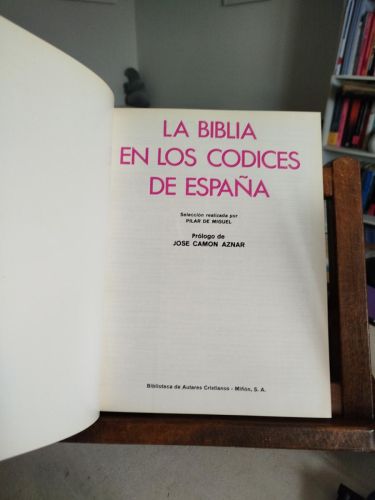 LA BIBLIA
EN LOS CODICES
DE ESPAÑA
Selección realizada por
PILAR DE MIGUEL
Prólogo de
JOSE CAMON AZNAR
Biblioteca de Autores Cristianos - Miñón, S. A.